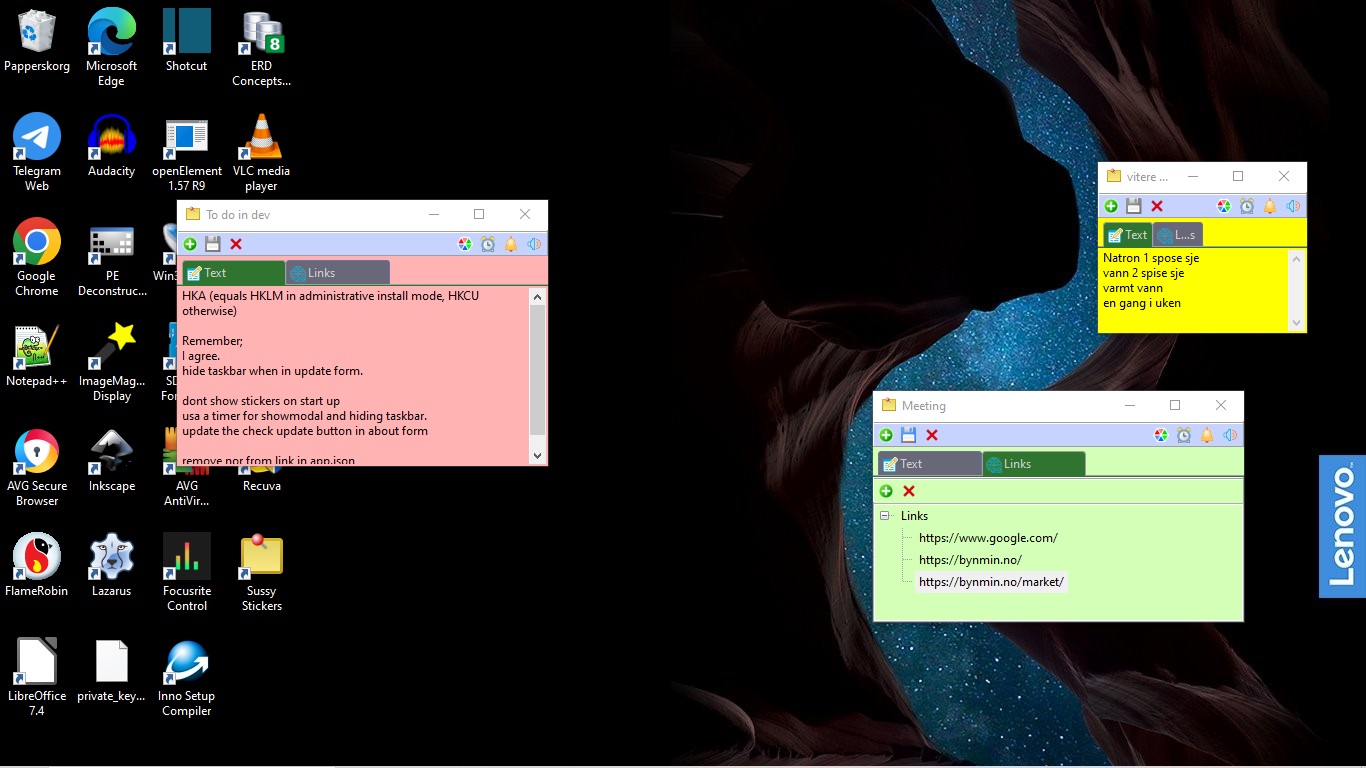 Papperskorg
Microsoft
Edge
Shotcut
ERD
Concepts...
8
Telegram
Web
Audacity
openElement
1.57 R9
VLC media
player
Google
Chrome
PE
Deconstruc...
Win3
Notepad++
ImageMag...
Display
SD
For
AVG Secure
Browser
Inkscape
AVG
AntiVir...
Recuva
FlameRobin
Lazarus
Focusrite
Control
Sussy
Stickers
LibreOffice
7.4
private_key...
Inno Setup
Compiler
To do in dev
Text
Links
HKA (equals HKLM in administrative install mode, HKCU
otherwise)
Remember;
I agree.
hide taskbar when in update form.
dont show stickers on start up
usa a timer for showmodal and hiding taskbar.
update the check update button in about form
remove nor from link in app.json
vitere ...
Text
L...s
Natron 1 spose sje
vann 2 spise sje
varmt vann
en gang i uken
Meeting
Text
Links
Links
https://www.google.com/
https://bynmin.no/
https://bynmin.no/market/
Lenovo